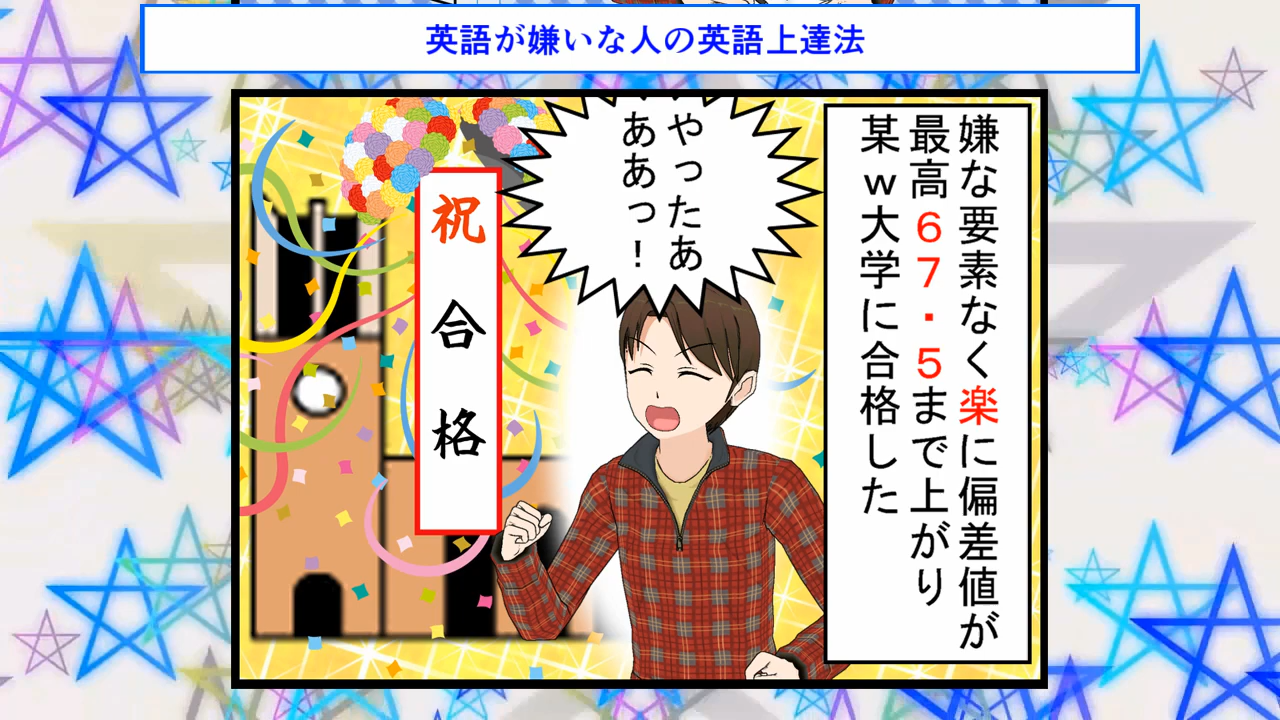 英語が嫌いな人の英語上達法
嫌な要素なく楽に偏差値が
最高６７・５まで上がり
某ｗ大学に合格した
やったあ
ああっ！
祝合格